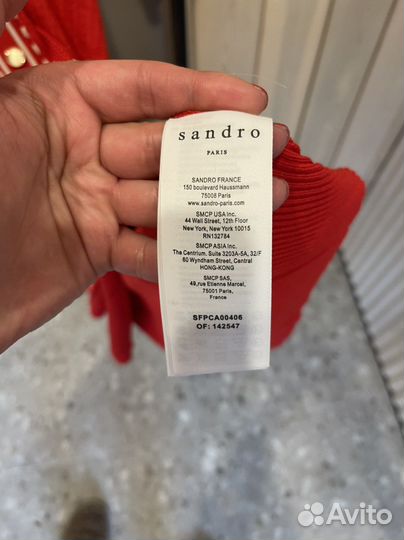 sandro
PARIS
SANDRO FRANCE
150 boulevard Haussmann
75008 Paris
www.sandro-paris.com
SMCP USA Inc.
44 Wall Street, 12th Floor
New York, New York 10015
RN132784
SMCP ASIA Inc.
The Centrium, Suite 3203A-5A, 32/F
60 Wyndham Street, Central
HONG-KONG
SMCP SAS,
49, rue Etienne Marcel,
75001 Paris,
France
SFPCA00406
OF: 142547
Avito